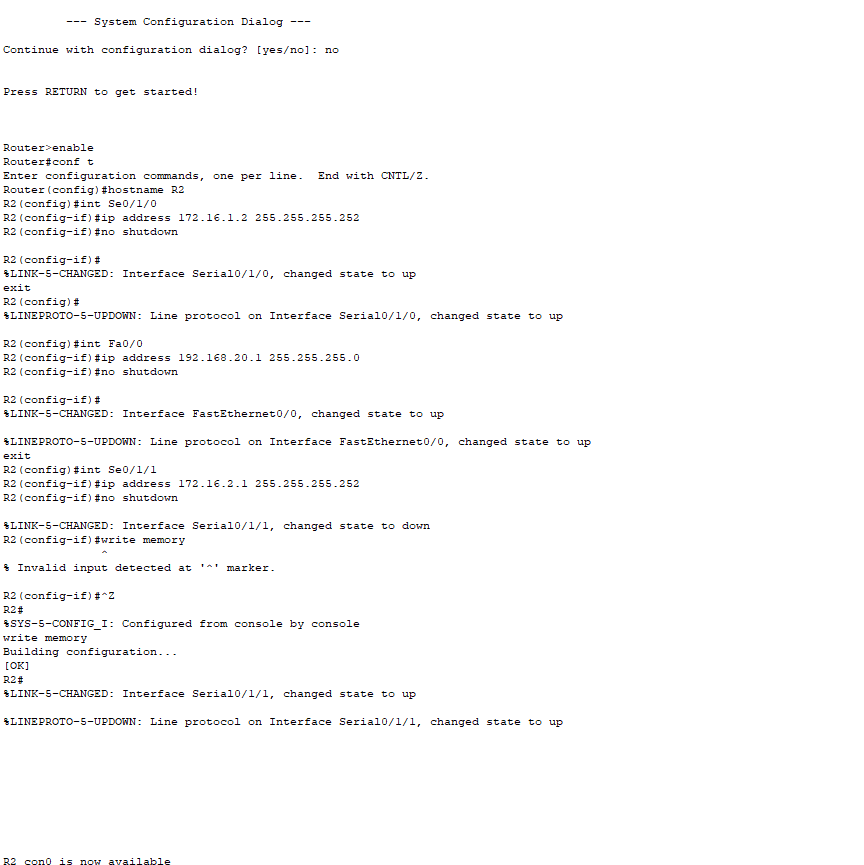 --- System Configuration Dialog ---
Continue with configuration dialog? [yes/no]: no
Press RETURN to get started!
Router>enable
Router#conf t
Enter configuration commands, one per line.  End with CNTL/Z.
Router(config)#hostname R2
R2(config)#int Se0/1/0
R2(config-if)#ip address 172.16.1.2 255.255.255.252
R2(config-if)#no shutdown
R2(config-if)#
%LINK-5-CHANGED: Interface Serial0/1/0, changed state to up
exit
R2(config)#
%LINEPROTO-5-UPDOWN: Line protocol on Interface Serial0/1/0, changed state to up
R2(config)#int Fa0/0
R2(config-if)#ip address 192.168.20.1 255.255.255.0
R2(config-if)#no shutdown
R2(config-if)#
%LINK-5-CHANGED: Interface FastEthernet0/0, changed state to up
%LINEPROTO-5-UPDOWN: Line protocol on Interface FastEthernet0/0, changed state to up
exit
R2(config)#int Se0/1/1
R2(config-if)#ip address 172.16.2.1 255.255.255.252
R2(config-if)#no shutdown
%LINK-5-CHANGED: Interface Serial0/1/1, changed state to down
R2(config-if)#write memory
^
% Invalid input detected at '^' marker.
R2(config-if)#^Z
R2#
%SYS-5-CONFIG_I: Configured from console by console
write memory
Building configuration...
[OK]
R2#
%LINK-5-CHANGED: Interface Serial0/1/1, changed state to up
%LINEPROTO-5-UPDOWN: Line protocol on Interface Serial0/1/1, changed state to up
R2 con0 is now available